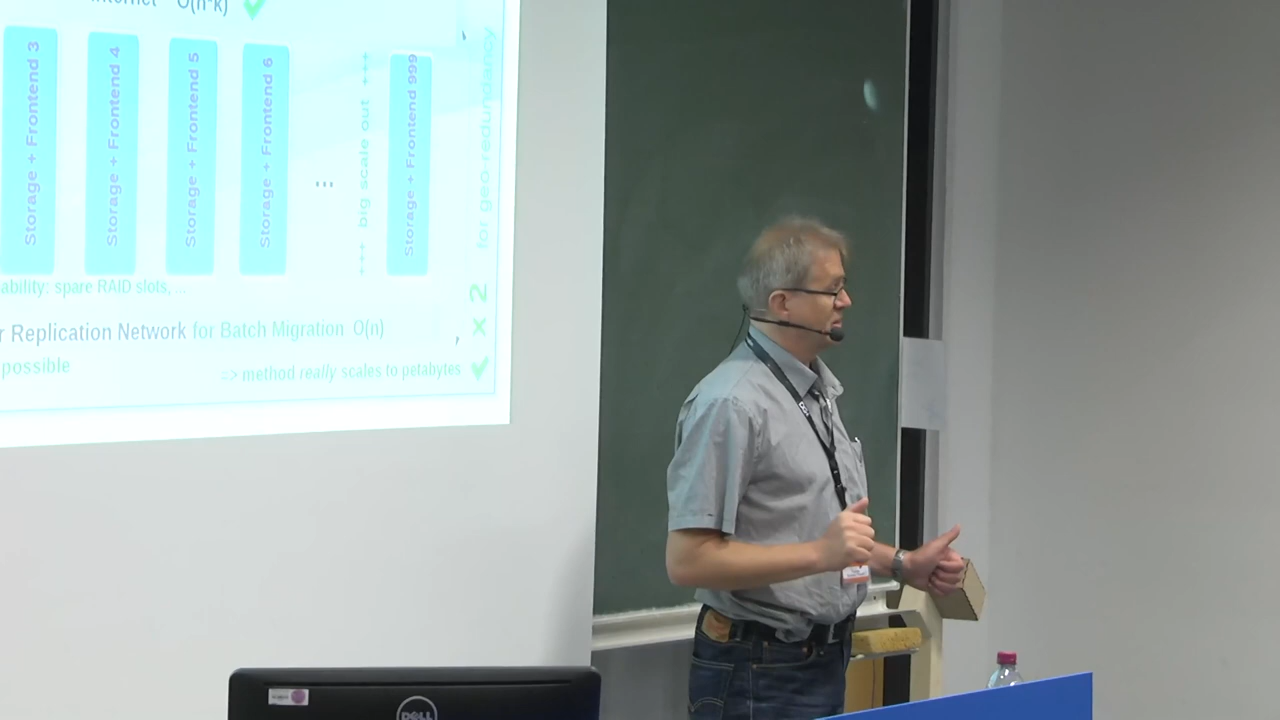 O(n*k)
Storage + Frontend 3
Storage + Frontend 4
Storage + Frontend 5
Storage + Frontend 6
...
+++ big scale out +++
Storage + Frontend 999
x 2 for geo-redundancy
ability: spare RAID slots, ...
r Replication Network for Batch Migration O(n)
possible
=> method really scales to petabytes
DELL